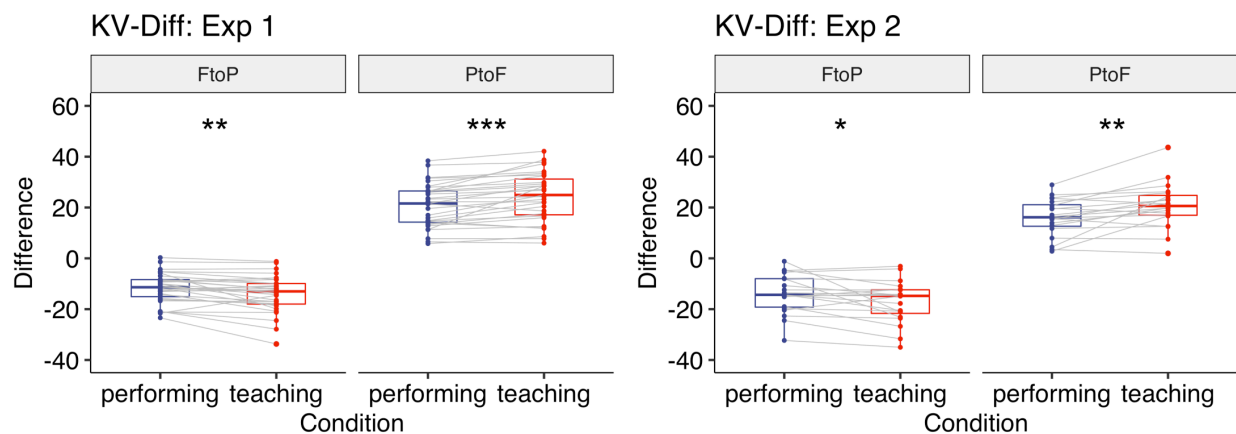 KV-Diff: Exp 1
FtoP PtoF
** ***
60
40
20
0
-20
-40
Difference
performing teaching performing teaching
Condition
KV-Diff: Exp 2
FtoP PtoF
* **
60
40
20
0
-20
-40
Difference
performing teaching performing teaching
Condition